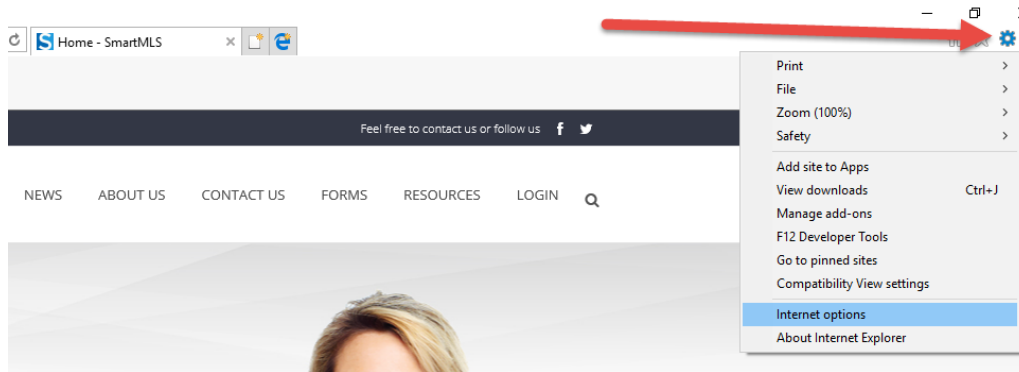 Home - SmartMLS
Print
File
Zoom (100%)
Safety
Add site to Apps
View downloads Ctrl+J
Manage add-ons
F12 Developer Tools
Go to pinned sites
Compatibility View settings
Internet options
About Internet Explorer
Feel free to contact us or follow us
NEWS ABOUT US CONTACT US FORMS RESOURCES LOGIN